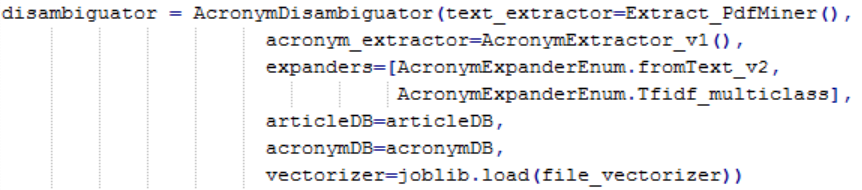 disambiguator = AcronymDisambiguator(text_extractor=Extract_PdfMiner(),
acronym_extractor=AcronymExtractor_v1(),
expanders=[AcronymExpanderEnum.fromText_v2,
AcronymExpanderEnum.Tfidf_multiclass],
articleDB=articleDB,
acronymDB=acronymDB,
vectorizer=joblib.load(file_vectorizer))